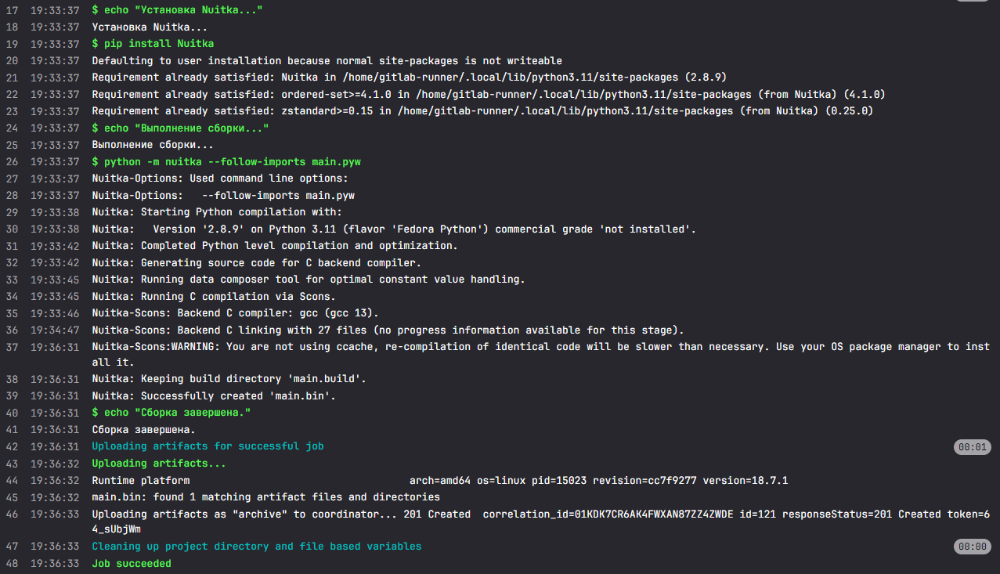 17 19:33:37 $ echo "Установка Nuitka..."
18 19:33:37 Установка Nuitka...
19 19:33:37 $ pip install Nuitka
20 19:33:37 Defaulting to user installation because normal site-packages is not writeable
21 19:33:37 Requirement already satisfied: Nuitka in /home/gitlab-runner/.local/lib/python3.11/site-packages (2.8.9)
22 19:33:37 Requirement already satisfied: ordered-set>=4.1.0 in /home/gitlab-runner/.local/lib/python3.11/site-packages (from Nuitka) (4.1.0)
23 19:33:37 Requirement already satisfied: zstandard>=0.15 in /home/gitlab-runner/.local/lib/python3.11/site-packages (from Nuitka) (0.25.0)
24 19:33:37 $ echo "Выполнение сборки..."
25 19:33:37 Выполнение сборки...
26 19:33:37 $ python -m nuitka --follow-imports main.pyw
27 19:33:37 Nuitka-Options: Used command line options:
28 19:33:37 Nuitka-Options:   --follow-imports main.pyw
29 19:33:38 Nuitka: Starting Python compilation with:
30 19:33:38 Nuitka:   Version '2.8.9' on Python 3.11 (flavor 'Fedora Python') commercial grade 'not installed'.
31 19:33:42 Nuitka: Completed Python level compilation and optimization.
32 19:33:42 Nuitka: Generating source code for C backend compiler.
33 19:33:45 Nuitka: Running data composer tool for optimal constant value handling.
34 19:33:45 Nuitka: Running C compilation via Scons.
35 19:33:46 Nuitka-Scons: Backend C compiler: gcc (gcc 13).
36 19:34:47 Nuitka-Scons: Backend C linking with 27 files (no progress information available for this stage).
37 19:36:31 Nuitka-Scons:WARNING: You are not using ccache, re-compilation of identical code will be slower than necessary. Use your OS package manager to inst
all it.
38 19:36:31 Nuitka: Keeping build directory 'main.build'.
39 19:36:31 Nuitka: Successfully created 'main.bin'.
40 19:36:31 $ echo "Сборка завершена."
41 19:36:31 Сборка завершена.
42 19:36:31 Uploading artifacts for successful job 00:01
43 19:36:32 Uploading artifacts...
44 19:36:32 Runtime platform arch=amd64 os=linux pid=15023 revision=cc7f9277 version=18.7.1
45 19:36:32 main.bin: found 1 matching artifact files and directories
46 19:36:33 Uploading artifacts as "archive" to coordinator... 201 Created  correlation_id=01KDK7CR6AK4FWXAN87ZZ4ZWDE id=121 responseStatus=201 Created token=6
4_sUbjWm
47 19:36:33 Cleaning up project directory and file based variables 00:00
48 19:36:33 Job succeeded